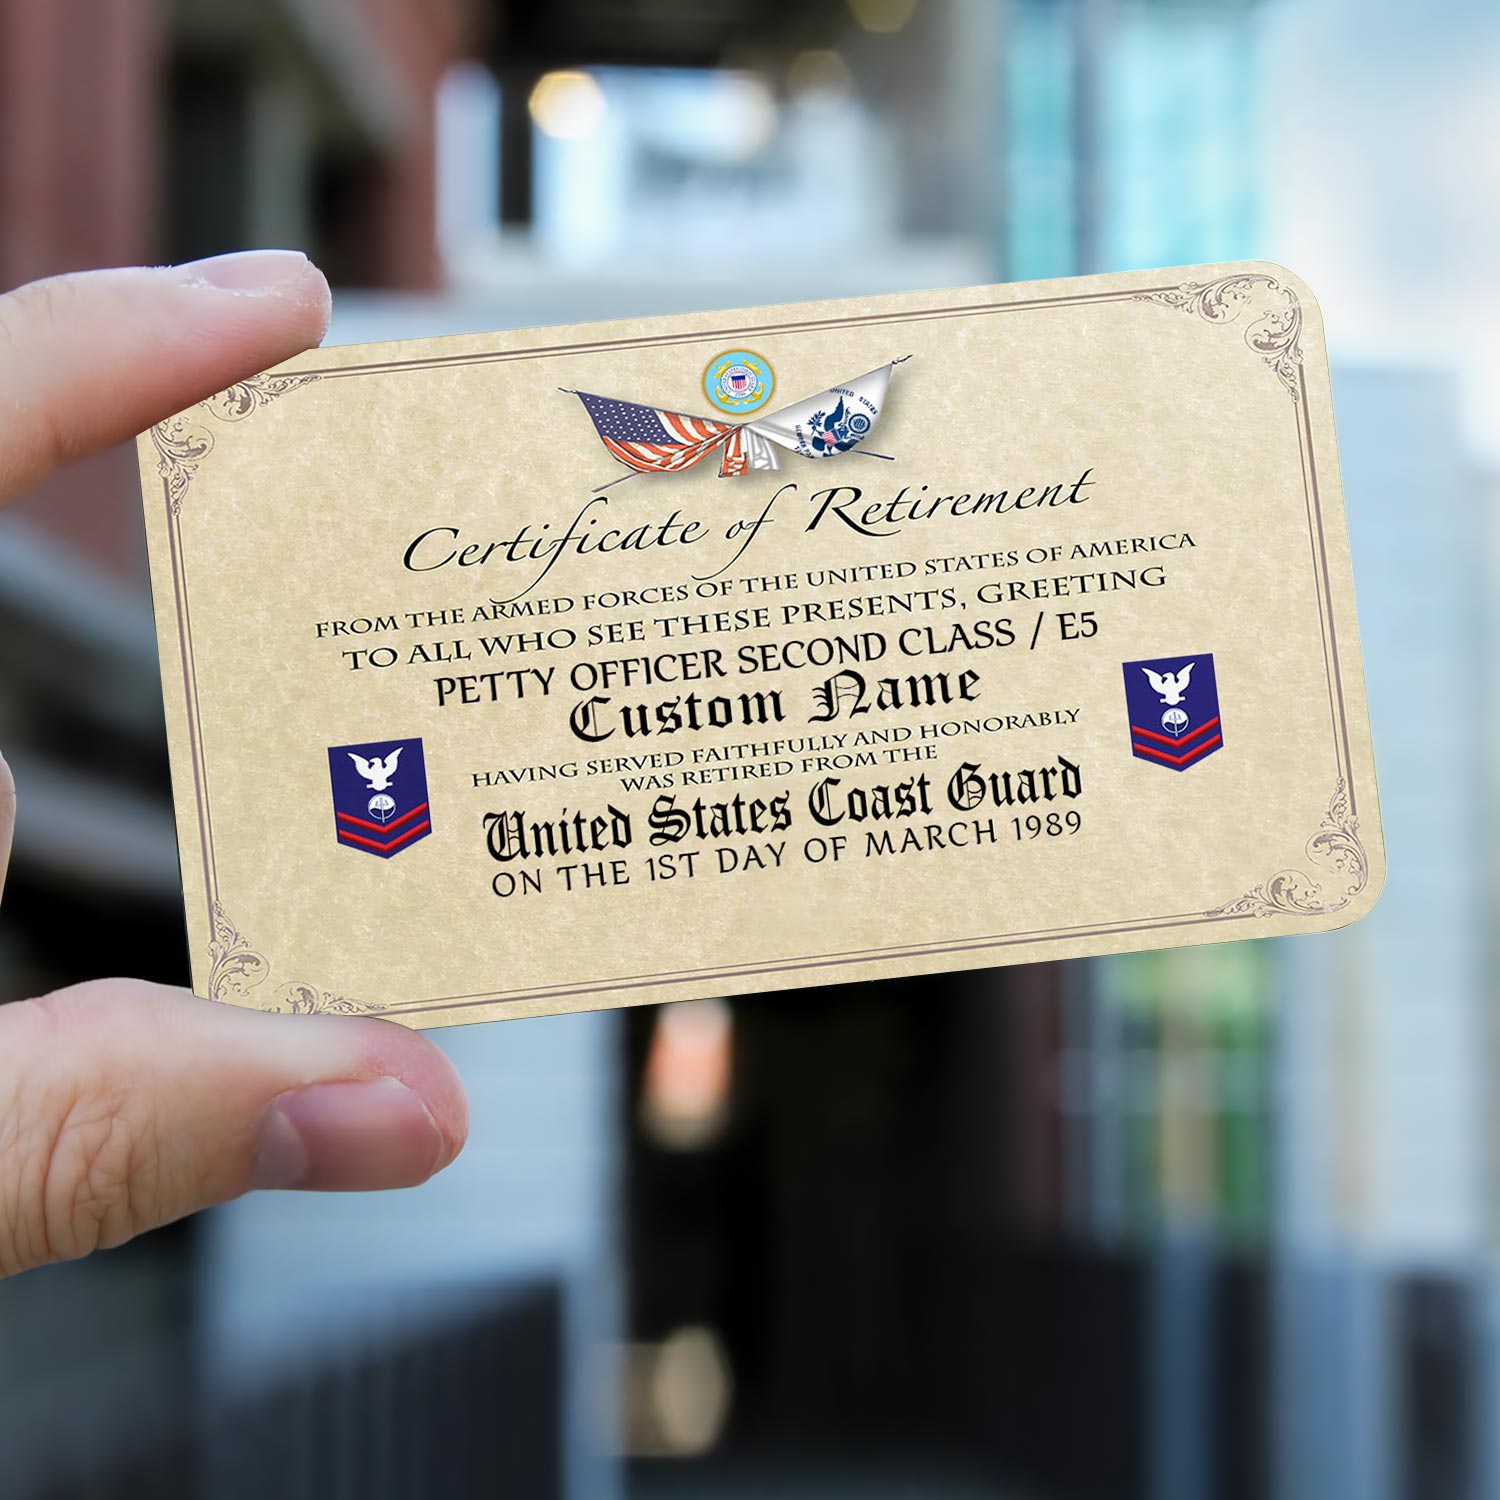 Certificate of Retirement
FROM THE ARMED FORCES OF THE UNITED STATES OF AMERICA
TO ALL WHO SEE THESE PRESENTS, GREETING
PETTY OFFICER SECOND CLASS / E5
Custom Name
HAVING SERVED FAITHFULLY AND HONORABLY
WAS RETIRED FROM THE
United States Coast Guard
ON THE 1ST DAY OF MARCH 1989
UNITED STATES